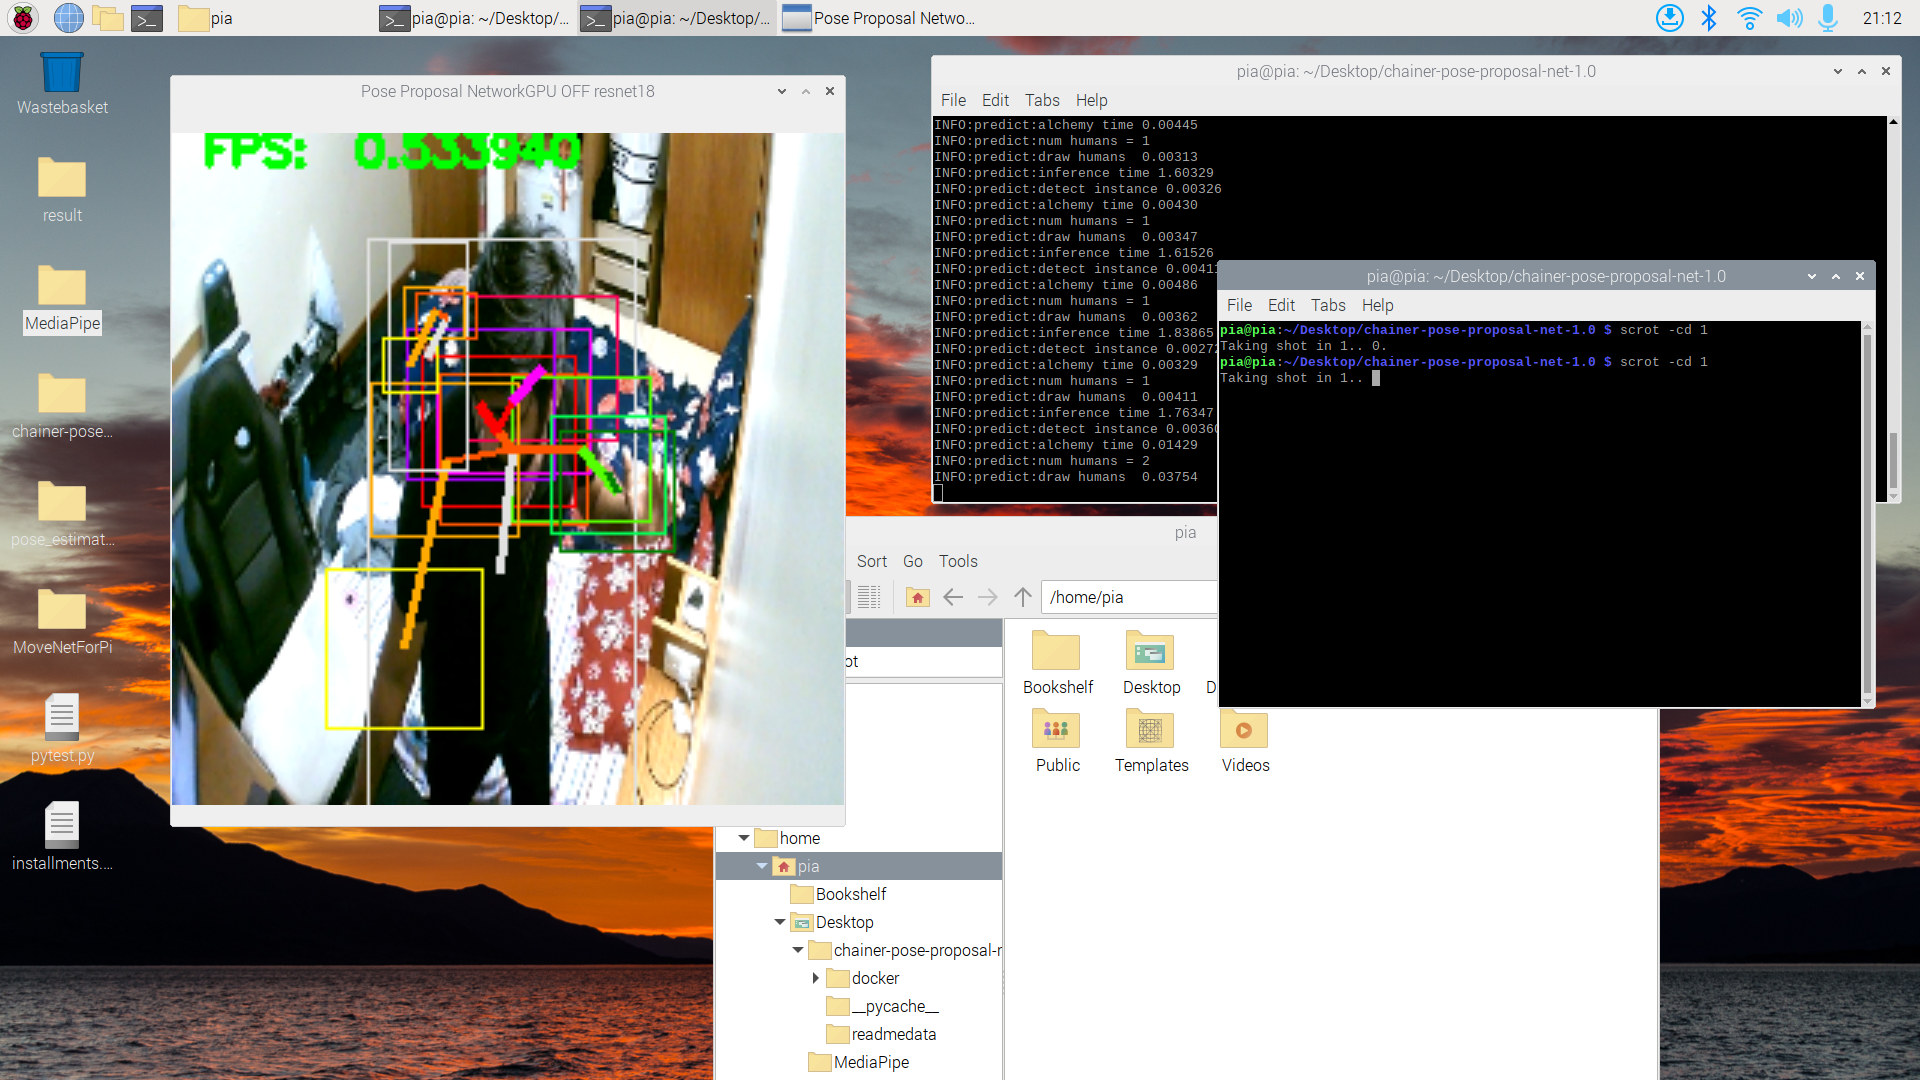 pia
pia@pia: ~/Desktop/...
pia@pia: ~/Desktop/...
Pose Proposal Netwo...
21:12
Wastebasket
result
MediaPipe
chainer-pose...
pose_estimat...
MoveNetForPi
pytest.py
installments....
Pose Proposal NetworkGPU OFF resnet18
FPS: 0.533940
pia@pia: ~/Desktop/chainer-pose-proposal-net-1.0
File Edit Tabs Help
INFO:predict:alchemy time 0.00445
INFO:predict:num humans = 1
INFO:predict:draw humans  0.00313
INFO:predict:inference time 1.60329
INFO:predict:detect instance 0.00326
INFO:predict:alchemy time 0.00430
INFO:predict:num humans = 1
INFO:predict:draw humans  0.00347
INFO:predict:inference time 1.61526
INFO:predict:detect instance 0.0041
INFO:predict:alchemy time 0.00486
INFO:predict:num humans = 1
INFO:predict:draw humans  0.00362
INFO:predict:inference time 1.83865
INFO:predict:detect instance 0.00272
INFO:predict:alchemy time 0.00329
INFO:predict:num humans = 1
INFO:predict:draw humans  0.00411
INFO:predict:inference time 1.76347
INFO:predict:detect instance 0.00360
INFO:predict:alchemy time 0.01429
INFO:predict:num humans = 2
INFO:predict:draw humans  0.03754
pia@pia: ~/Desktop/chainer-pose-proposal-net-1.0
File Edit Tabs Help
pia@pia:~/Desktop/chainer-pose-proposal-net-1.0 $ scrot -cd 1
Taking shot in 1.. 0.
pia@pia:~/Desktop/chainer-pose-proposal-net-1.0 $ scrot -cd 1
Taking shot in 1..
pia
Sort Go Tools
/home/pia
ot
home
pia
Bookshelf
Desktop
chainer-pose-proposal-r
docker
__pycache__
readmedata
MediaPipe
Bookshelf
Desktop
D
Public
Templates
Videos